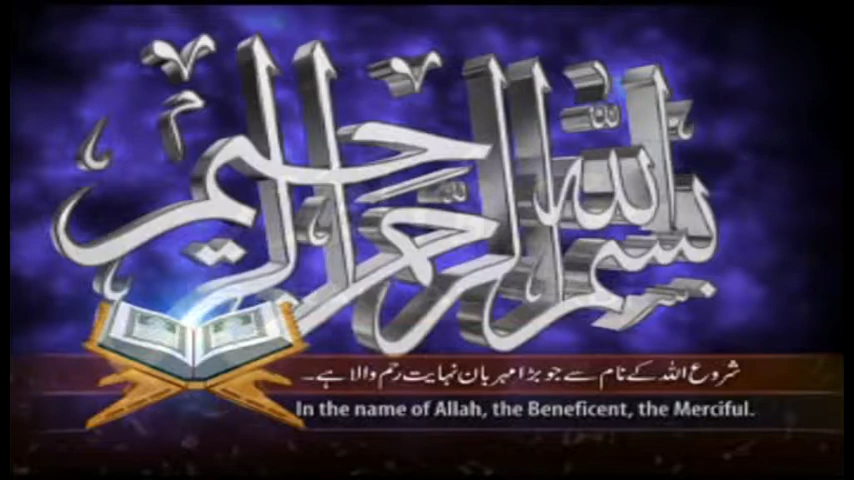 بسم الله الرحمن الرحيم
شروع اللہ کے نام سے جو بڑا مہربان نہایت رحم والا ہے۔
In the name of Allah, the Beneficent, the Merciful.